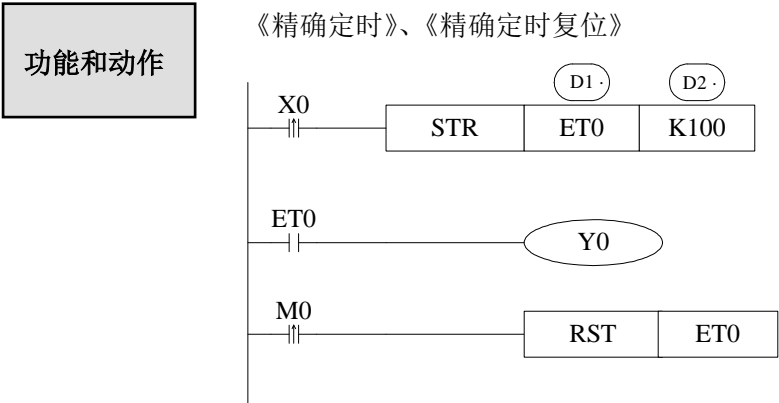 《精确定时》、《精确定时复位》
功能和动作
D1· D2·
X0
STR ET0 K100
ET0
Y0
M0
RST ET0